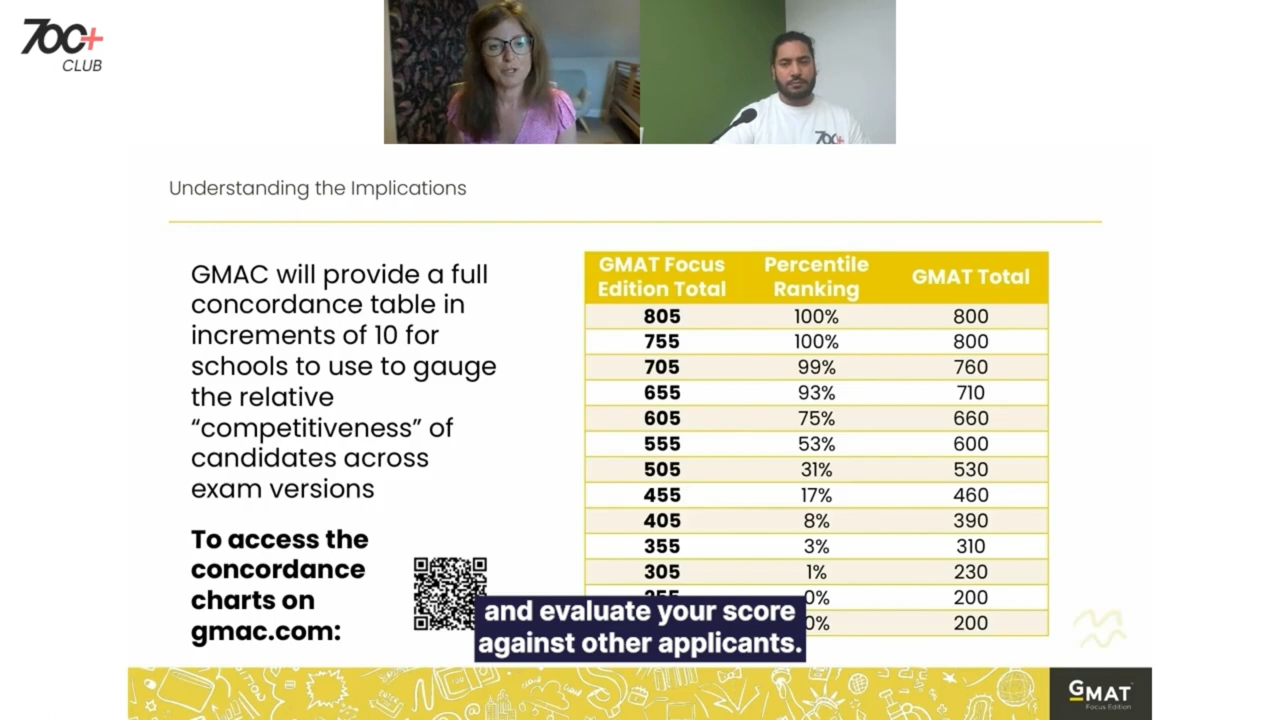 700+
CLUB
700+
Understanding the Implications
GMAC will provide a full
concordance table in
increments of 10 for
schools to use to gauge
the relative
“competitiveness” of
candidates across
exam versions
To access the
concordance
charts on
gmac.com:
GMAT Focus Edition Total Percentile Ranking GMAT Total
805 100% 800
755 100% 800
705 99% 760
655 93% 710
605 75% 660
555 53% 600
505 31% 530
455 17% 460
405 8% 390
355 3% 310
305 1% 230
0% 200
0% 200
and evaluate your score
against other applicants.
GMAT
Focus Edition